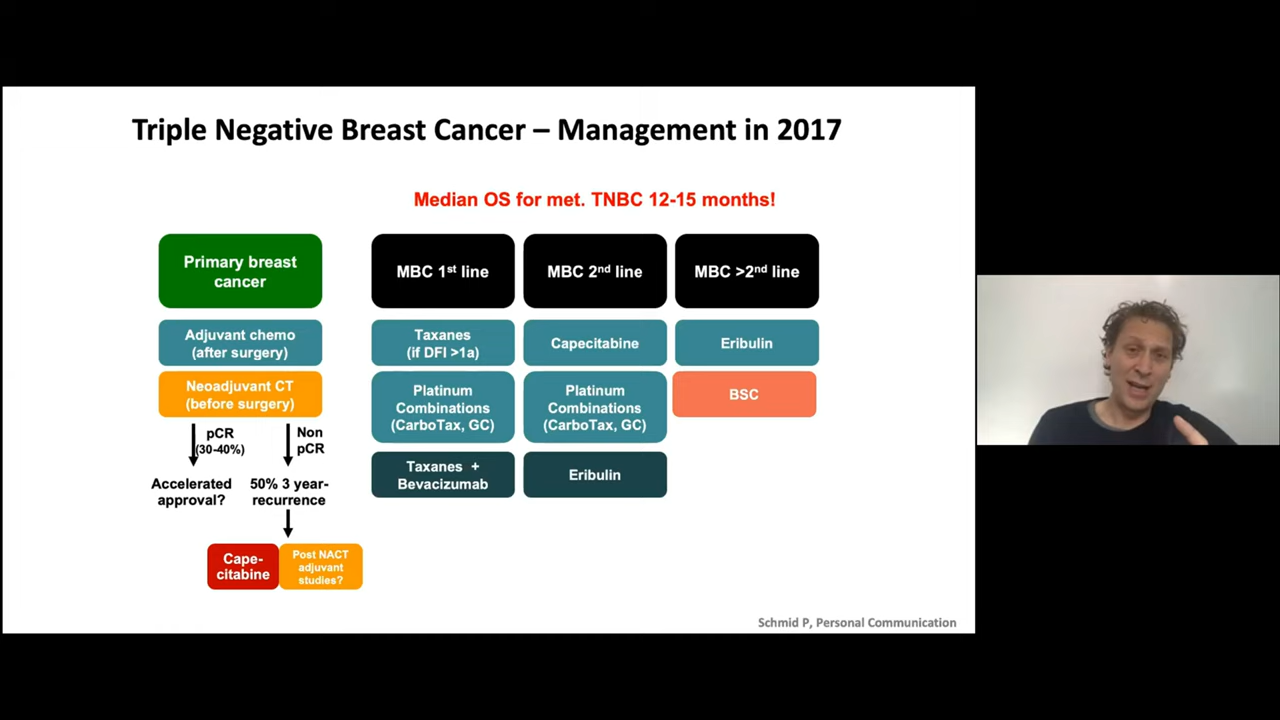 Triple Negative Breast Cancer – Management in 2017
Median OS for met. TNBC 12-15 months!
Primary breast
cancer
Adjuvant chemo
(after surgery)
Neoadjuvant CT
(before surgery)
pCR
(30-40%)
Non
pCR
Accelerated
approval?
50% 3 year-
recurrence
Cape-
citabine
Post NACT
adjuvant
studies?
MBC 1st line
Taxanes
(if DFI >1a)
Platinum
Combinations
(CarboTax, GC)
Taxanes +
Bevacizumab
MBC 2nd line
Capecitabine
Platinum
Combinations
(CarboTax, GC)
Eribulin
MBC >2nd line
Eribulin
BSC
Schmid P, Personal Communication